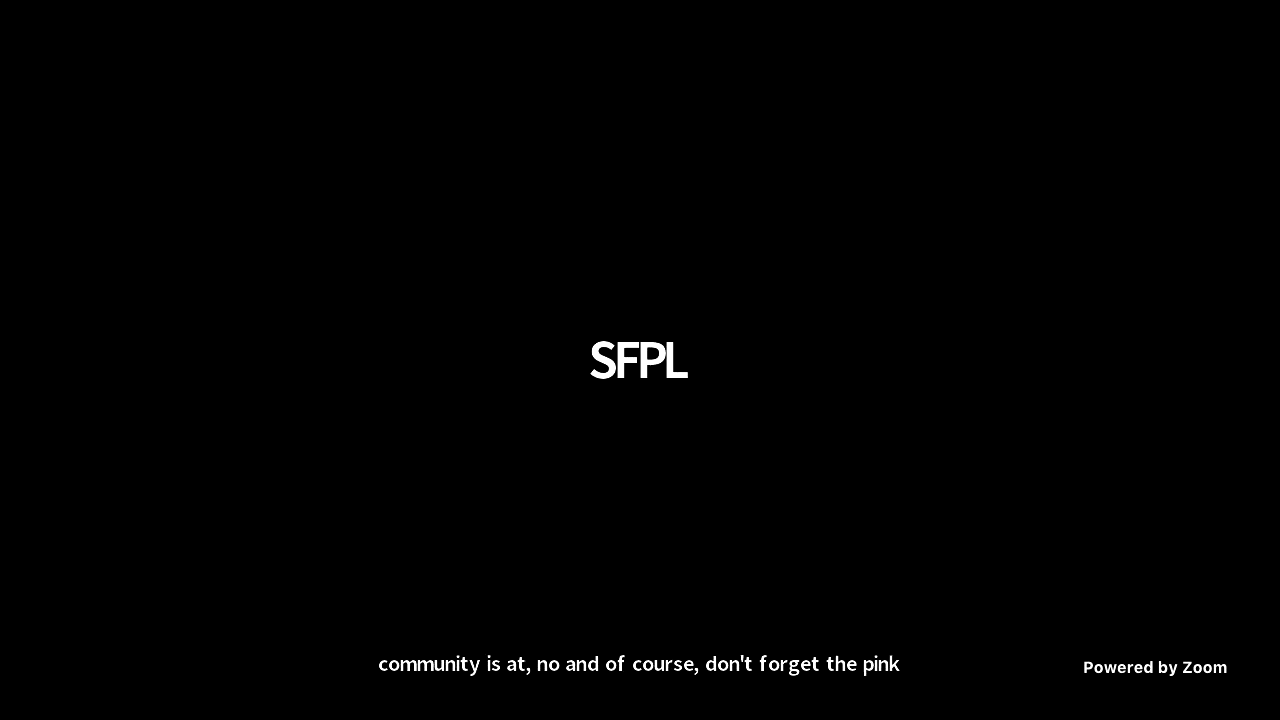 SFPL
community is at, no and of course, don't forget the pink
Powered by Zoom